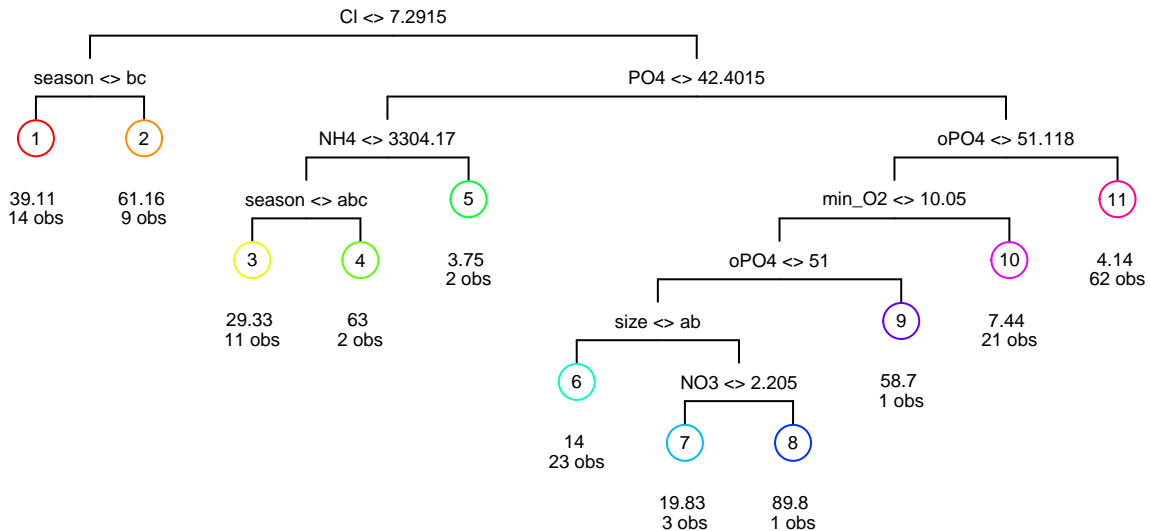 Cl <> 7.2915
season <> bc
PO4 <> 42.4015
1
2
NH4 <> 3304.17
oPO4 <> 51.118
39.11
14 obs
61.16
9 obs
season <> abc
5
min_O2 <> 10.05
11
3
4
3.75
2 obs
oPO4 <> 51
10
4.14
62 obs
29.33
11 obs
63
2 obs
size <> ab
9
7.44
21 obs
6
NO3 <> 2.205
58.7
1 obs
14
23 obs
7
8
19.83
3 obs
89.8
1 obs